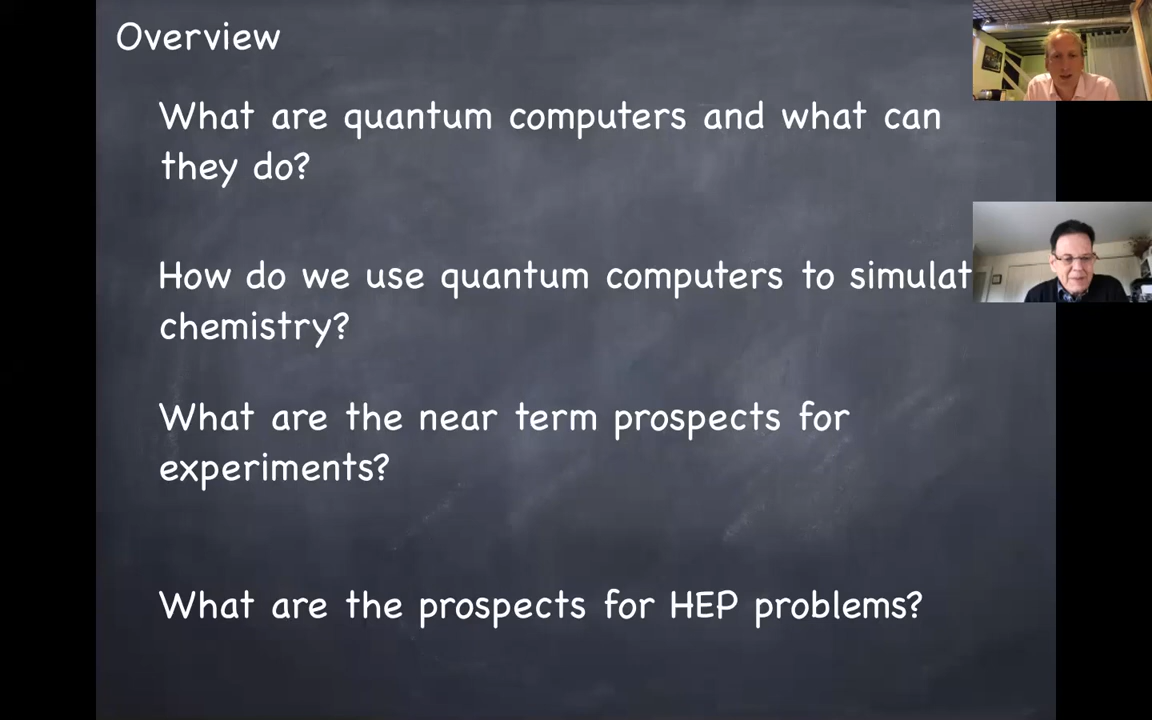 Overview
What are quantum computers and what can
they do?
How do we use quantum computers to simulat
chemistry?
What are the near term prospects for
experiments?
What are the prospects for HEP problems?